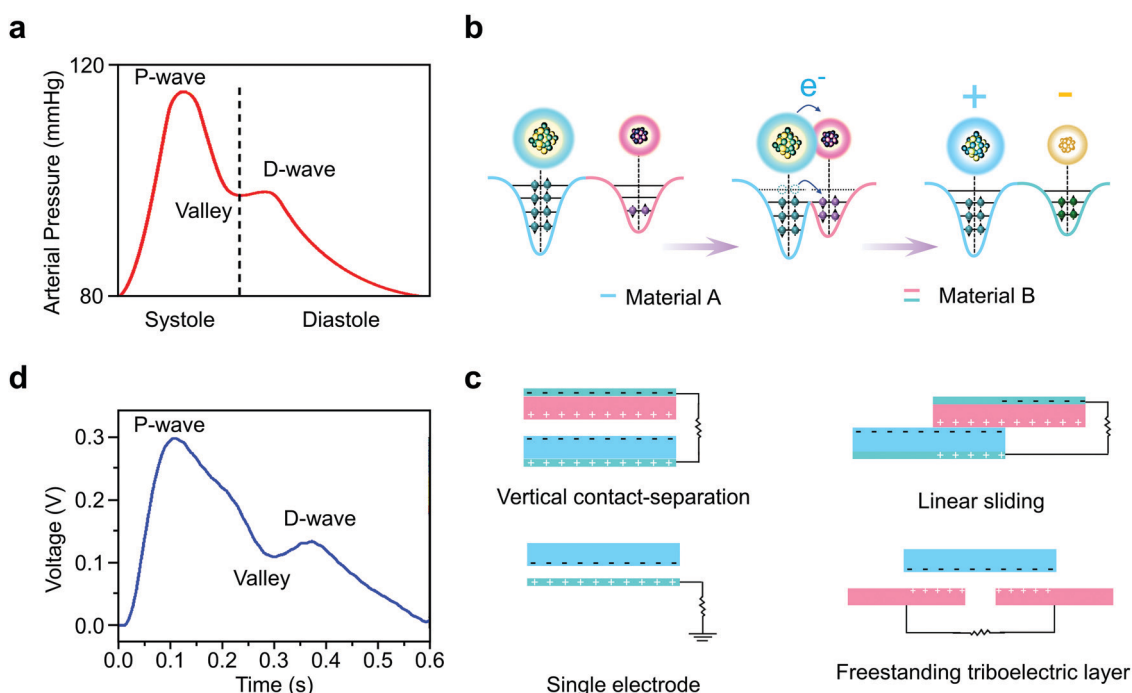 a
120
P-wave
D-wave
Valley
80
Arterial Pressure (mmHg)
Systole
Diastole
b
e-
+
-
Material A
Material B
d
P-wave
0.3
D-wave
0.2
0.1
Valley
0.0
Voltage (V)
0.0 0.1 0.2 0.3 0.4 0.5 0.6
Time (s)
c
- - - - - - - - - -
+ + + + + + + + + +
- - - - - - - - - -
+ + + + + + + + + +
Vertical contact-separation
- - - - - -
+ + + + + + + + + +
- - - - - - - - - -
+ + + + +
Linear sliding
- - - - - - - - - -
+ + + + + + + + + +
Single electrode
- - - - - - - - - -
+ + + + + + + + + +
Freestanding triboelectric layer